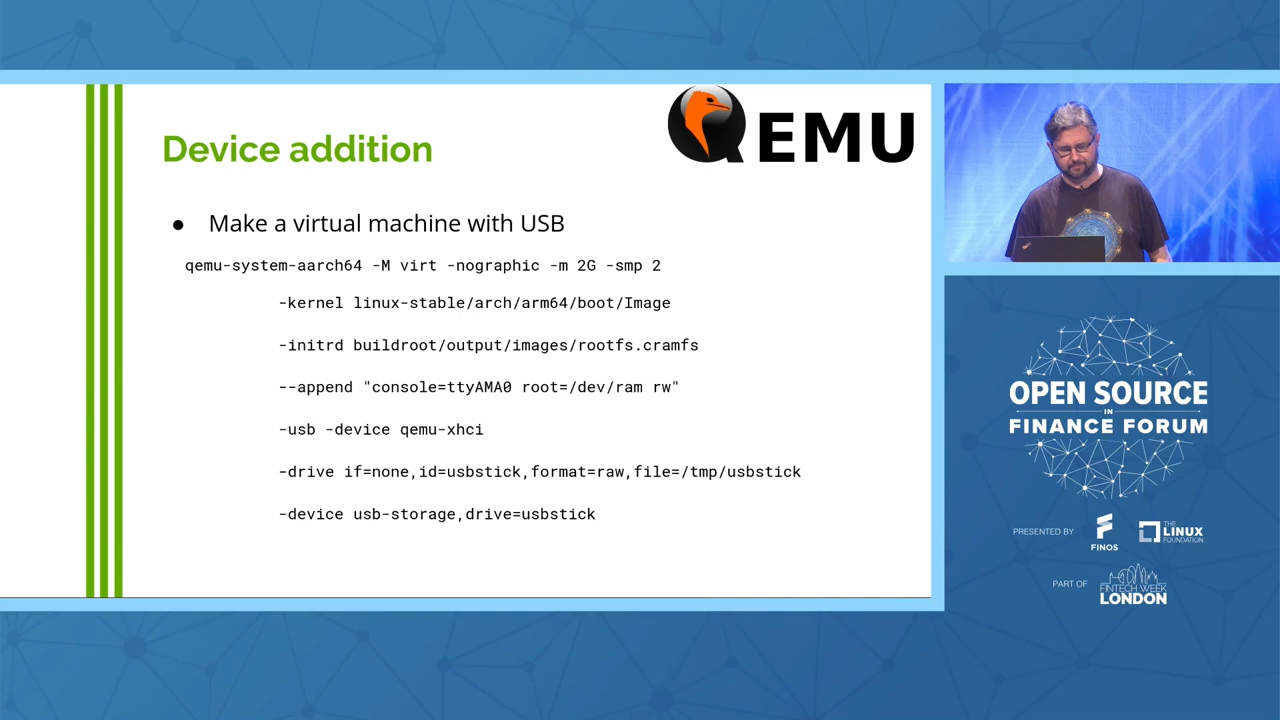 QEMU
Device addition
● Make a virtual machine with USB
qemu-system-aarch64 -M virt -nographic -m 2G -smp 2
-kernel linux-stable/arch/arm64/boot/Image
-initrd buildroot/output/images/rootfs.cramfs
--append "console=ttyAMA0 root=/dev/ram rw"
-usb -device qemu-xhci
-drive if=none,id=usbstick,format=raw,file=/tmp/usbstick
-device usb-storage,drive=usbstick
OPEN SOURCE
IN
FINANCE FORUM
PRESENTED BY
FINOS
THE
LINUX
FOUNDATION
PART OF
FINTECH WEEK
LONDON